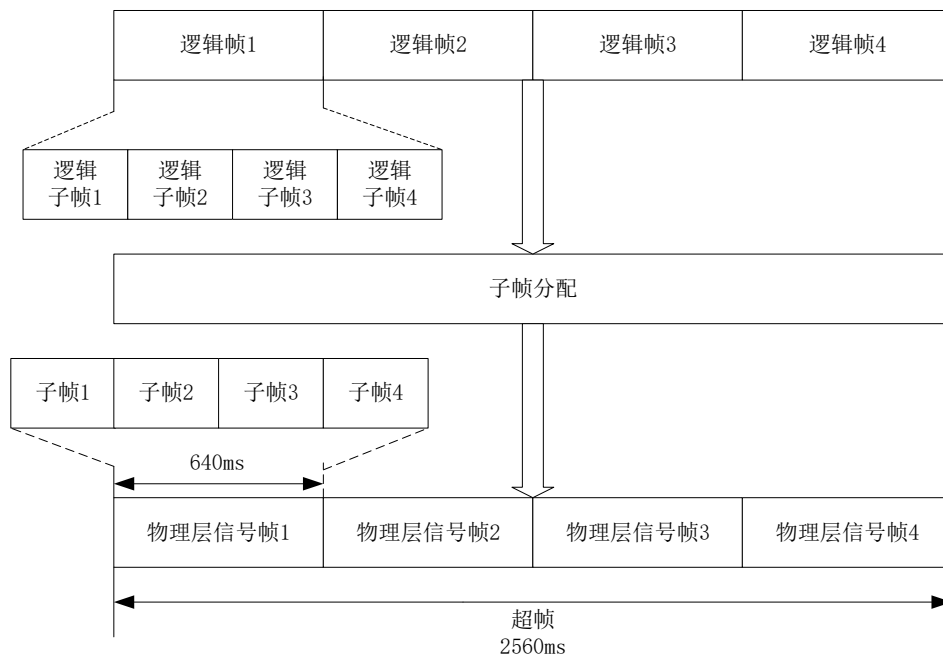 逻辑帧1 逻辑帧2 逻辑帧3 逻辑帧4
逻辑 逻辑 逻辑 逻辑
子帧1 子帧2 子帧3 子帧4
子帧分配
子帧1 子帧2 子帧3 子帧4
640ms
物理层信号帧1 物理层信号帧2 物理层信号帧3 物理层信号帧4
超帧
2560ms